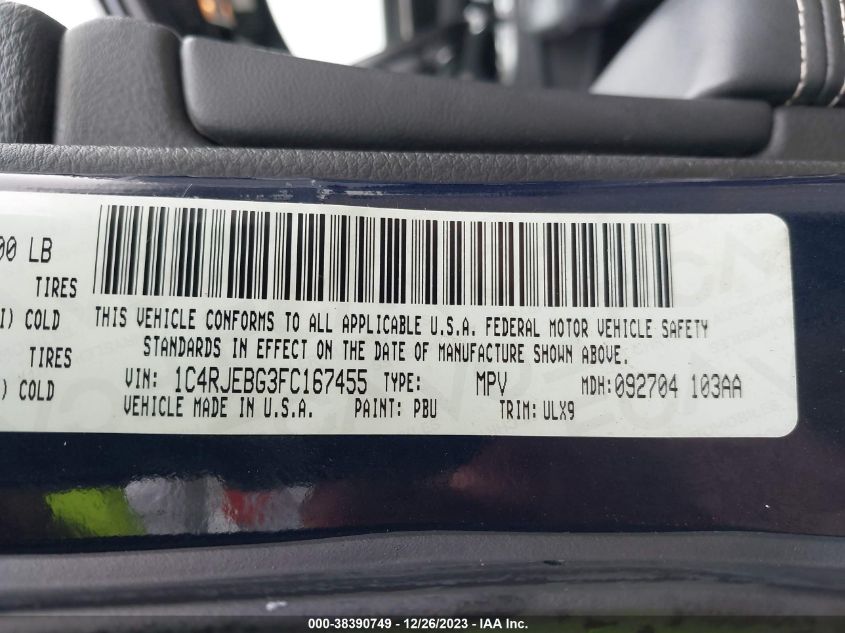 00 LB
TIRES
I) COLD
TIRES
) COLD
THIS VEHICLE CONFORMS TO ALL APPLICABLE U.S.A. FEDERAL MOTOR VEHICLE SAFETY
STANDARDS IN EFFECT ON THE DATE OF MANUFACTURE SHOWN ABOVE.
VIN: 1C4RJEBG3FC167455 TYPE: MPV MDH:092704 103AA
VEHICLE MADE IN U.S.A. PAINT: PBU TRIM:ULX9
000-38390749 - 12/26/2023 - IAA Inc.